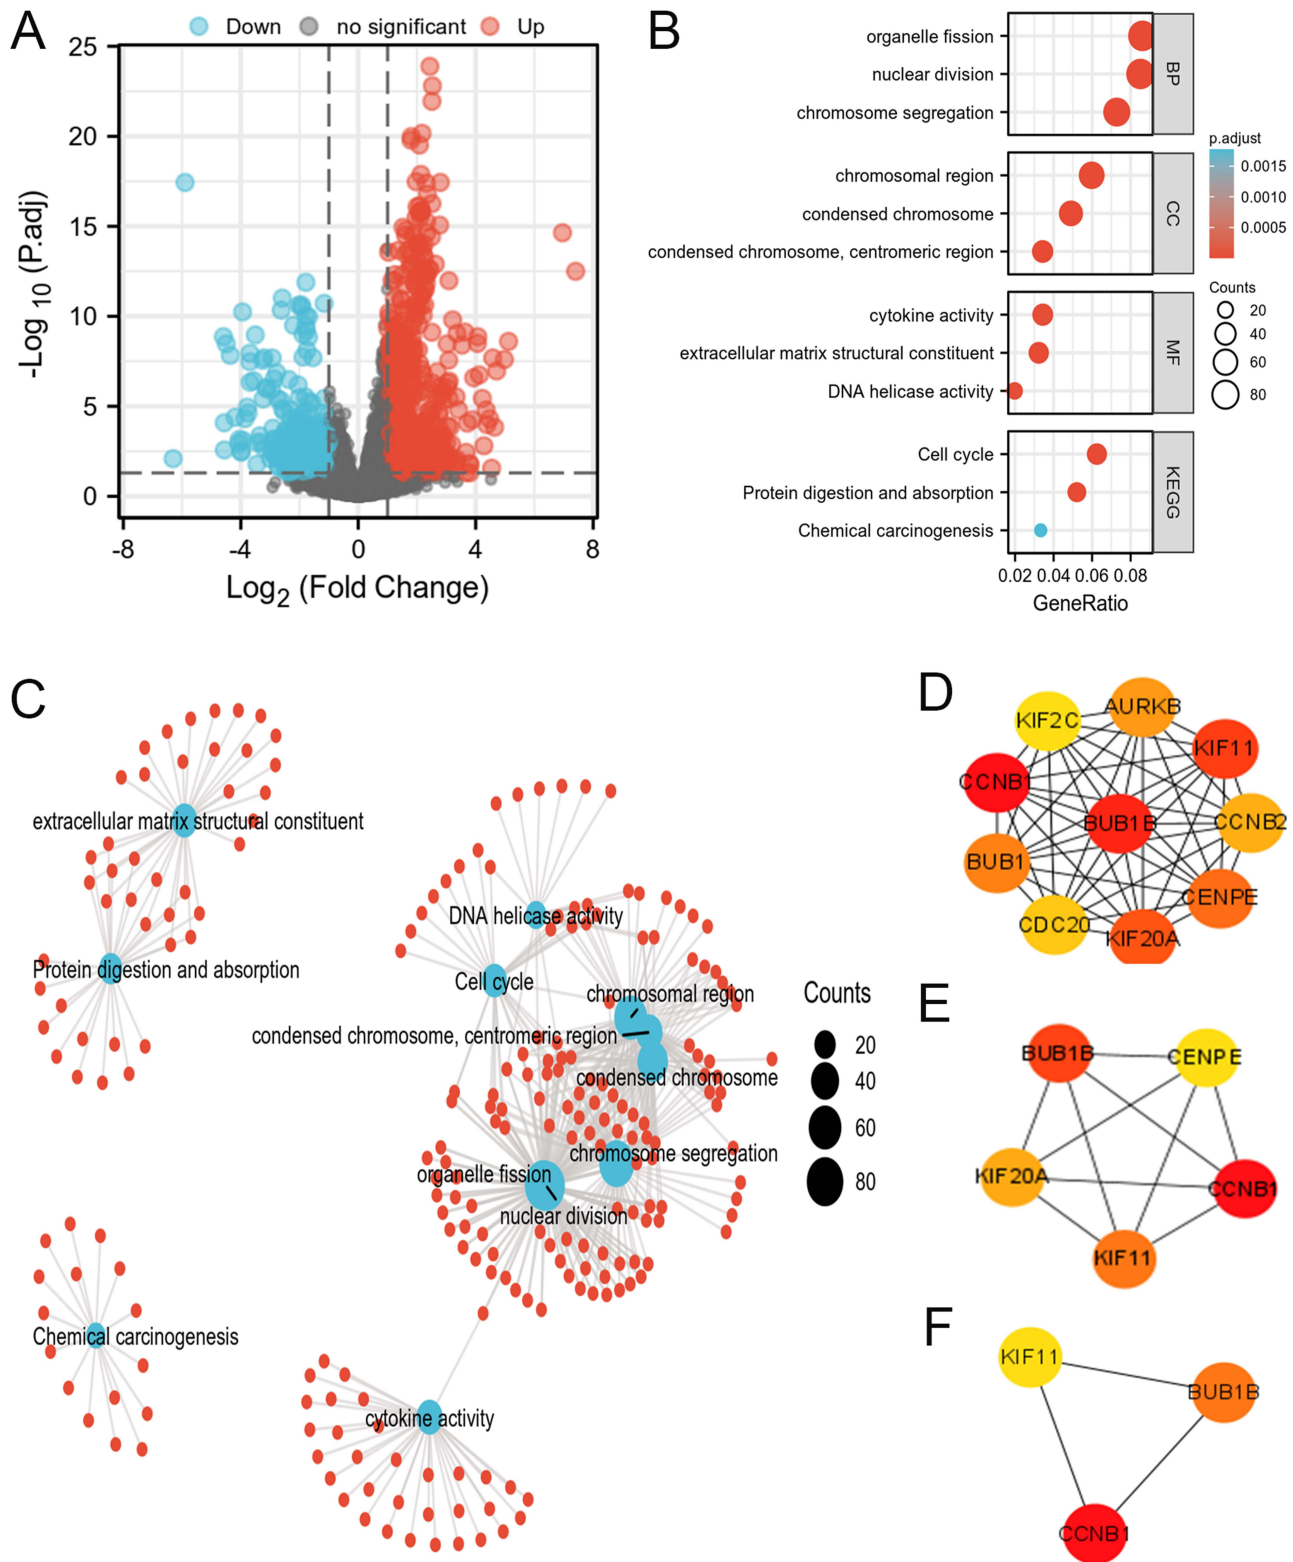 A
Down no significant Up
25
20
15
10
5
0
-Log 10 (P.adj)
-8 -4 0 4 8
Log2 (Fold Change)
B
organelle fission
nuclear division
chromosome segregation
BP
chromosomal region
condensed chromosome
condensed chromosome, centromeric region
CC
cytokine activity
extracellular matrix structural constituent
DNA helicase activity
MF
Cell cycle
Protein digestion and absorption
Chemical carcinogenesis
KEGG
0.02 0.04 0.06 0.08
GeneRatio
p.adjust
0.0015
0.0010
0.0005
Counts
20
40
60
80
C
extracellular matrix structural constituent
DNA helicase activity
Protein digestion and absorption
Cell cycle
chromosomal region
condensed chromosome, centromeric region
condensed chromosome
chromosome segregation
organelle fission
nuclear division
Chemical carcinogenesis
cytokine activity
Counts
20
40
60
80
D
KIF2C
AURKB
KIF11
CCNB1
BUB1B
CCNB2
BUB1
CENPE
CDC20
KIF20A
E
BUB1B
CENPE
KIF20A
CCNB1
KIF11
F
KIF11
BUB1B
CCNB1